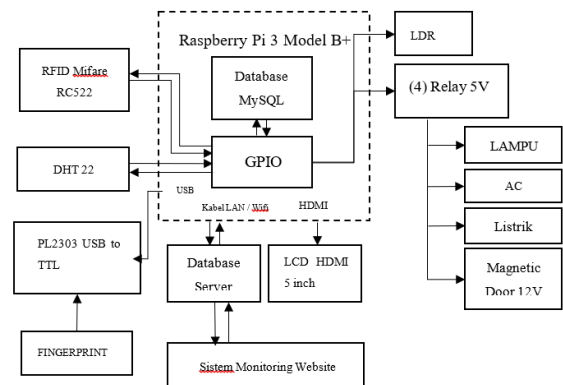 Raspberry Pi 3 Model B+
LDR
RFID Mifare
RC522
Database
MySQL
(4) Relay 5V
GPIO
LAMPU
DHT 22
AC
USB
Kabel LAN / Wifi
HDMI
Listrik
PL2303 USB to
TTL
Database
Server
LCD HDMI
5 inch
Magnetic
Door 12V
FINGERPRINT
Sistem Monitoring Website